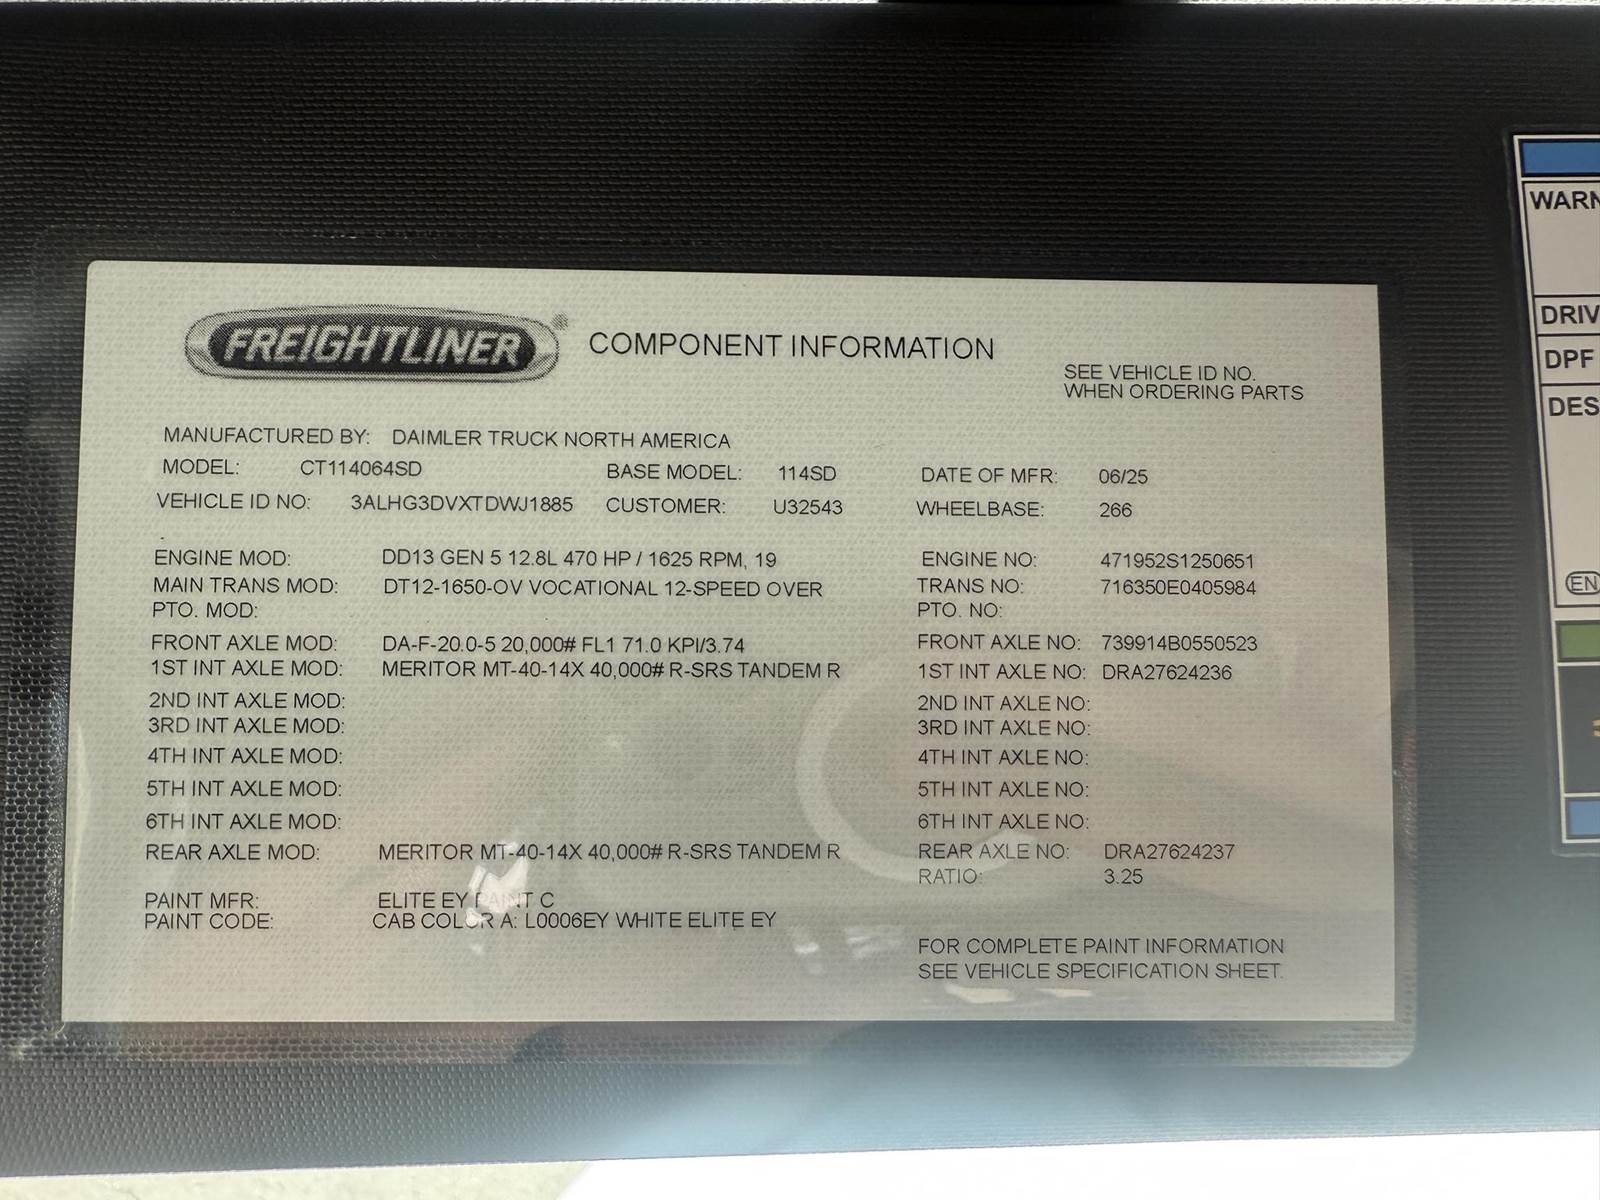 FREIGHTLINER®
COMPONENT INFORMATION
SEE VEHICLE ID NO.
WHEN ORDERING PARTS
MANUFACTURED BY: DAIMLER TRUCK NORTH AMERICA
MODEL: CT114064SD BASE MODEL: 114SD DATE OF MFR: 06/25
VEHICLE ID NO: 3ALHG3DVXTDWJ1885 CUSTOMER: U32543 WHEELBASE: 266
ENGINE MOD: DD13 GEN 5 12.8L 470 HP / 1625 RPM, 19 ENGINE NO: 471952S1250651
MAIN TRANS MOD: DT12-1650-OV VOCATIONAL 12-SPEED OVER TRANS NO: 716350E0405984
PTO. MOD: PTO. NO:
FRONT AXLE MOD: DA-F-20.0-5 20,000# FL1 71.0 KPI/3.74 FRONT AXLE NO: 739914B0550523
1ST INT AXLE MOD: MERITOR MT-40-14X 40,000# R-SRS TANDEM R 1ST INT AXLE NO: DRA27624236
2ND INT AXLE MOD: 2ND INT AXLE NO:
3RD INT AXLE MOD: 3RD INT AXLE NO:
4TH INT AXLE MOD: 4TH INT AXLE NO:
5TH INT AXLE MOD: 5TH INT AXLE NO:
6TH INT AXLE MOD: 6TH INT AXLE NO:
REAR AXLE MOD: MERITOR MT-40-14X 40,000# R-SRS TANDEM R REAR AXLE NO: DRA27624237
RATIO: 3.25
PAINT MFR: ELITE EY PAINT C
PAINT CODE: CAB COLOR A: L0006EY WHITE ELITE EY
FOR COMPLETE PAINT INFORMATION
SEE VEHICLE SPECIFICATION SHEET.
WARN
DRIV
DPF
DES
EN